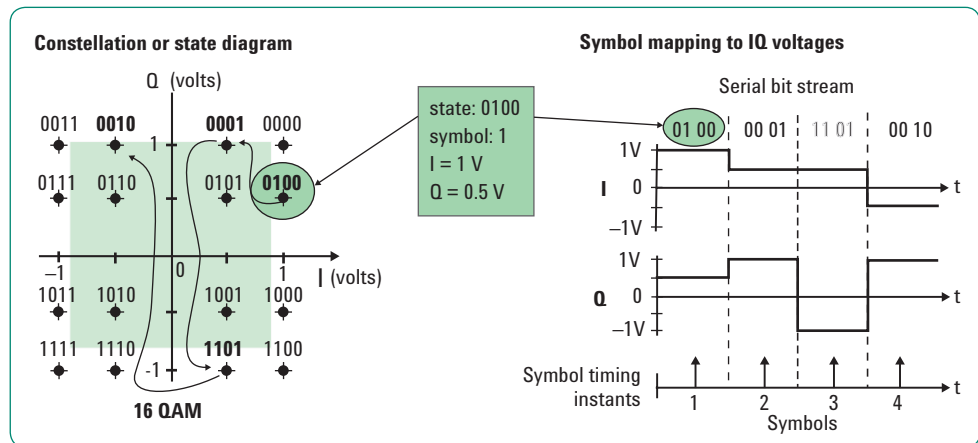 Constellation or state diagram
Q (volts)
0011 0010 0001 0000
1
0111 0110 0101 0100
–1 0 1 I (volts)
1011 1010 1001 1000
1111 1110 1101 1100
-1
16 QAM
state: 0100
symbol: 1
I = 1 V
Q = 0.5 V
Symbol mapping to IQ voltages
Serial bit stream
01 00 00 01 11 01 00 10
1V
I 0 t
–1V
1V
Q 0 t
–1V
Symbol timing
instants
t
1 2 3 4
Symbols